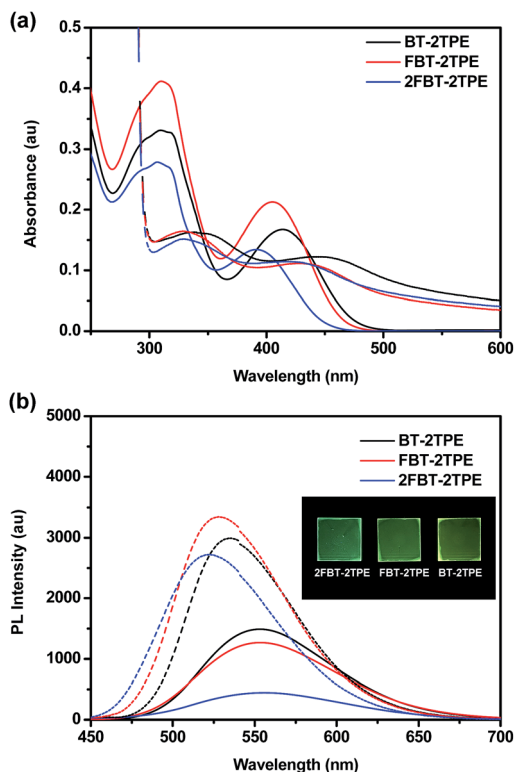 (a)
0.5
0.4
0.3
0.2
0.1
0.0
Absorbance (au)
BT-2TPE
FBT-2TPE
2FBT-2TPE
300 400 500 600
Wavelength (nm)
(b)
5000
4000
3000
2000
1000
0
PL Intensity (au)
BT-2TPE
FBT-2TPE
2FBT-2TPE
2FBT-2TPE FBT-2TPE BT-2TPE
450 500 550 600 650 700
Wavelength (nm)